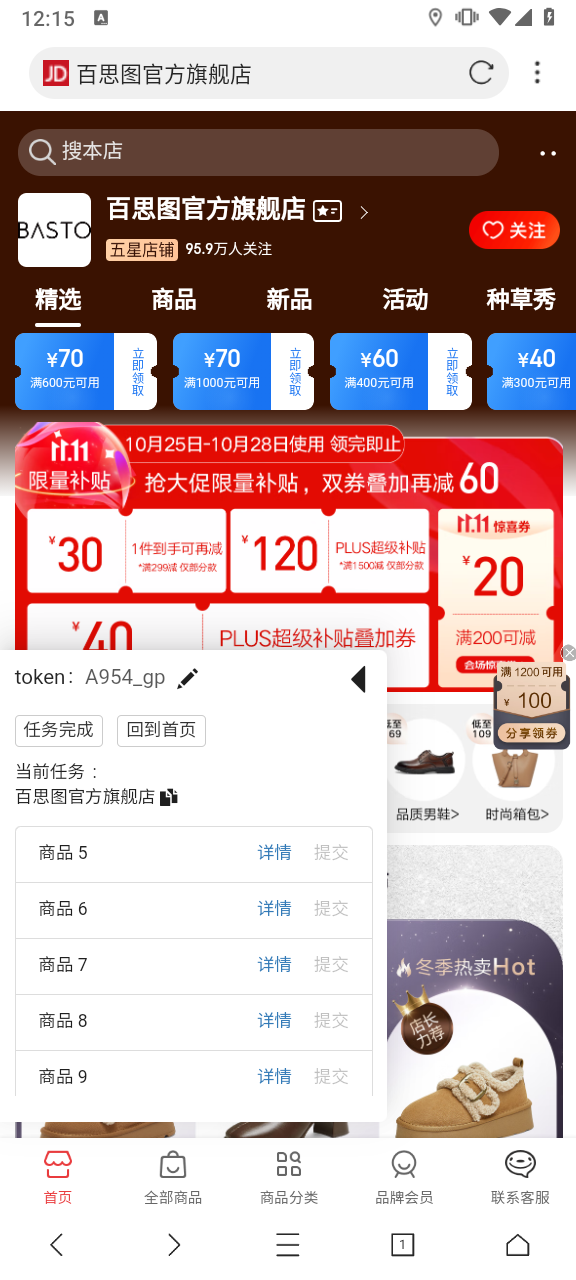 12:15
JD 百思图官方旗舰店
搜本店
BASTO
百思图官方旗舰店
五星店铺 95.9万人关注
关注
精选 商品 新品 活动 种草秀
¥70 满600元可用 立即领取
¥70 满1000元可用 立即领取
¥60 满400元可用 立即领取
¥40 满300元可用
11.11 限量补贴
10月25日-10月28日使用 领完即止
抢大促限量补贴，双券叠加再减60
¥30 1件到手可再减 *满299减 仅部分款
¥120 PLUS超级补贴 *满1500减 仅部分款
11.11惊喜券
¥20
满200可减
¥40 PLUS超级补贴叠加券
满1200可用
¥100
分享领券
token: A954_gp
任务完成 回到首页
当前任务：
百思图官方旗舰店
商品 5 详情 提交
商品 6 详情 提交
商品 7 详情 提交
商品 8 详情 提交
商品 9 详情 提交
低至
品质男鞋> 时尚箱包>
冬季热卖Hot
店长力荐
首页 全部商品 商品分类 品牌会员 联系客服
1